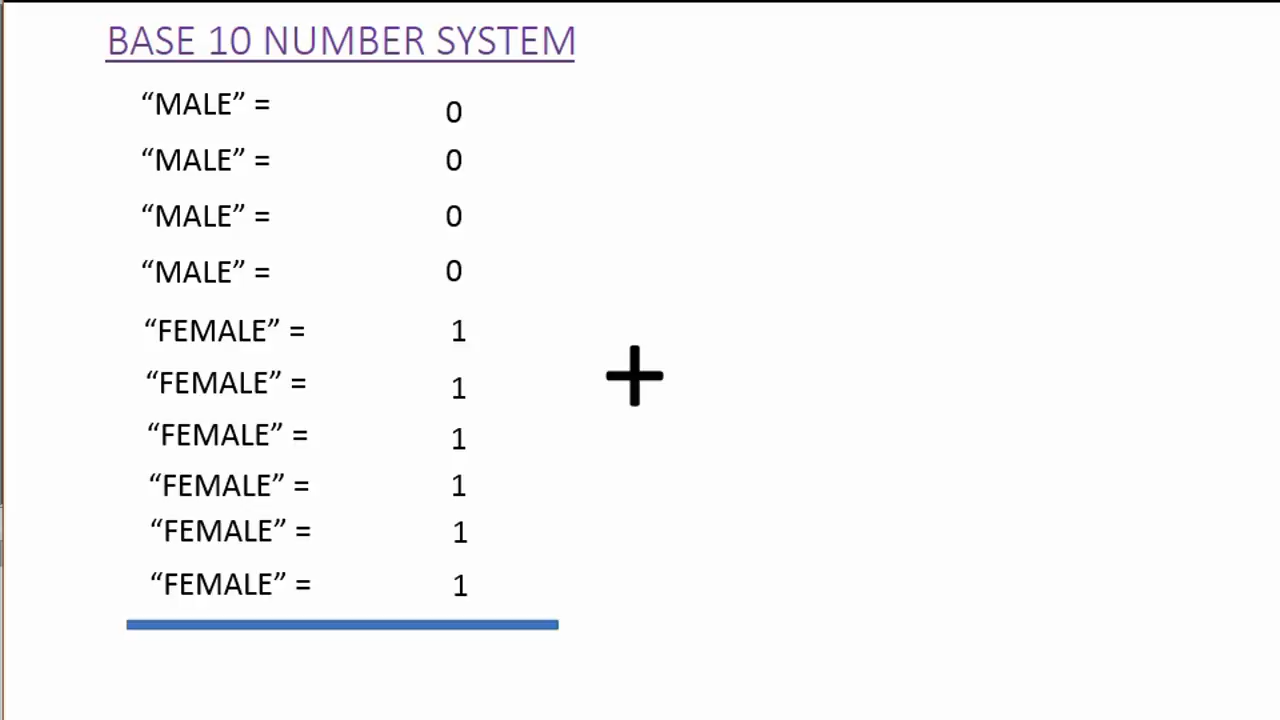 BASE 10 NUMBER SYSTEM
“MALE” = 0
“MALE” = 0
“MALE” = 0
“MALE” = 0
“FEMALE” = 1
“FEMALE” = 1
“FEMALE” = 1
+
“FEMALE” = 1
“FEMALE” = 1
“FEMALE” = 1